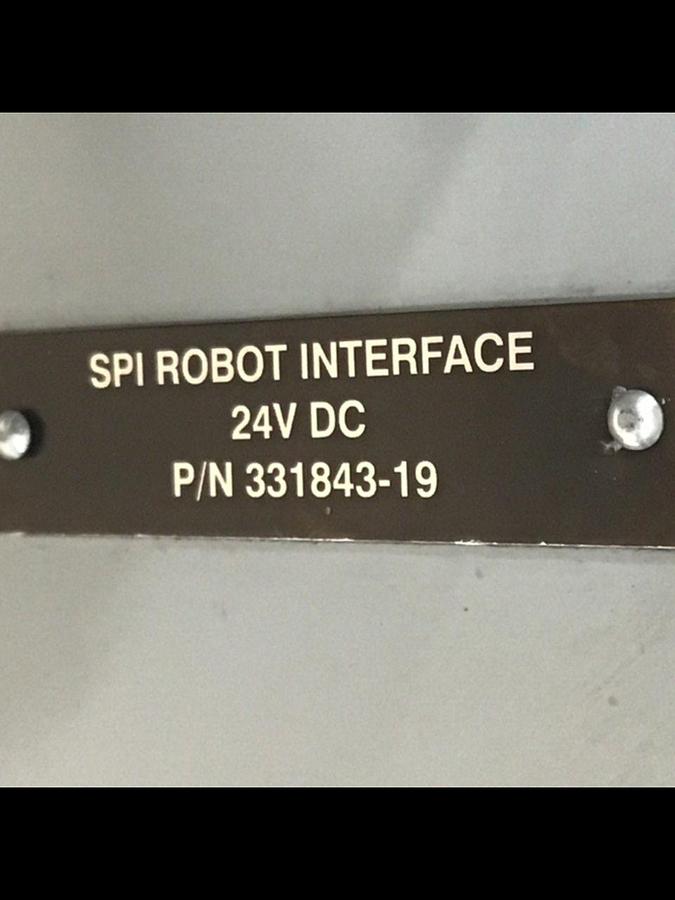 SPI ROBOT INTERFACE
24V DC
P/N 331843-19